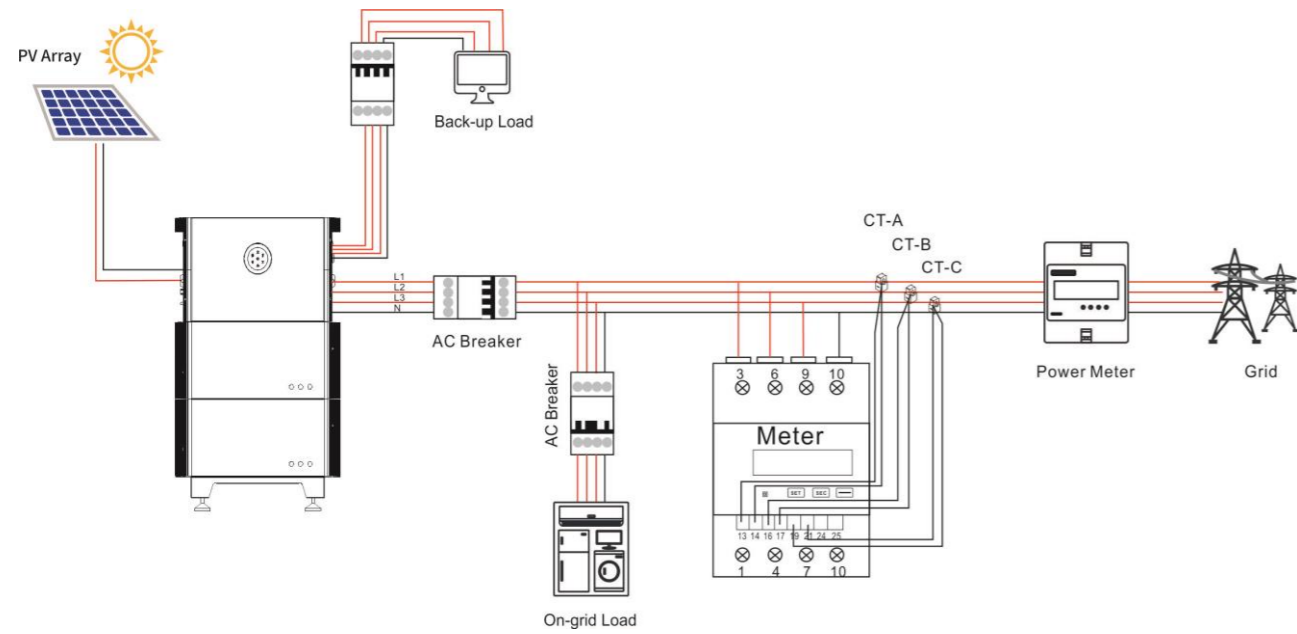 PV Array
Back-up Load
CT-A
CT-B
CT-C
L1
L2
L3
N
AC Breaker
Power Meter
Grid
AC Breaker
3 6 9 10
Meter
SET SEC
13 14 16 17 19 21 24 25
1 4 7 10
On-grid Load